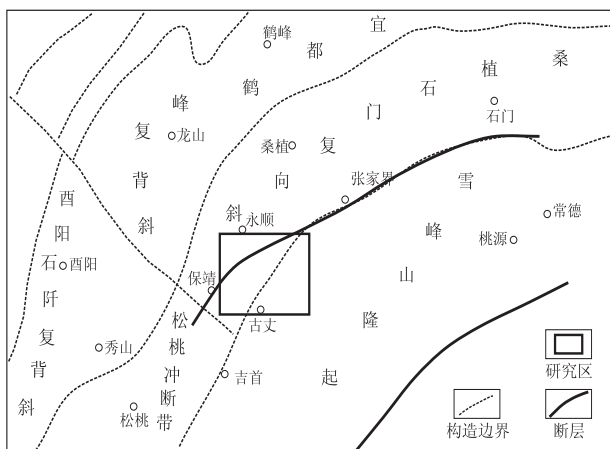 宜都鹤峰复背斜
桑植石门复向斜
酉阳石阡复背斜
松桃冲断带
雪峰山隆起
鹤峰
龙山
桑植
石门
张家界
常德
桃源
永顺
保靖
古丈
酉阳
秀山
松桃
吉首
研究区
构造边界
断层